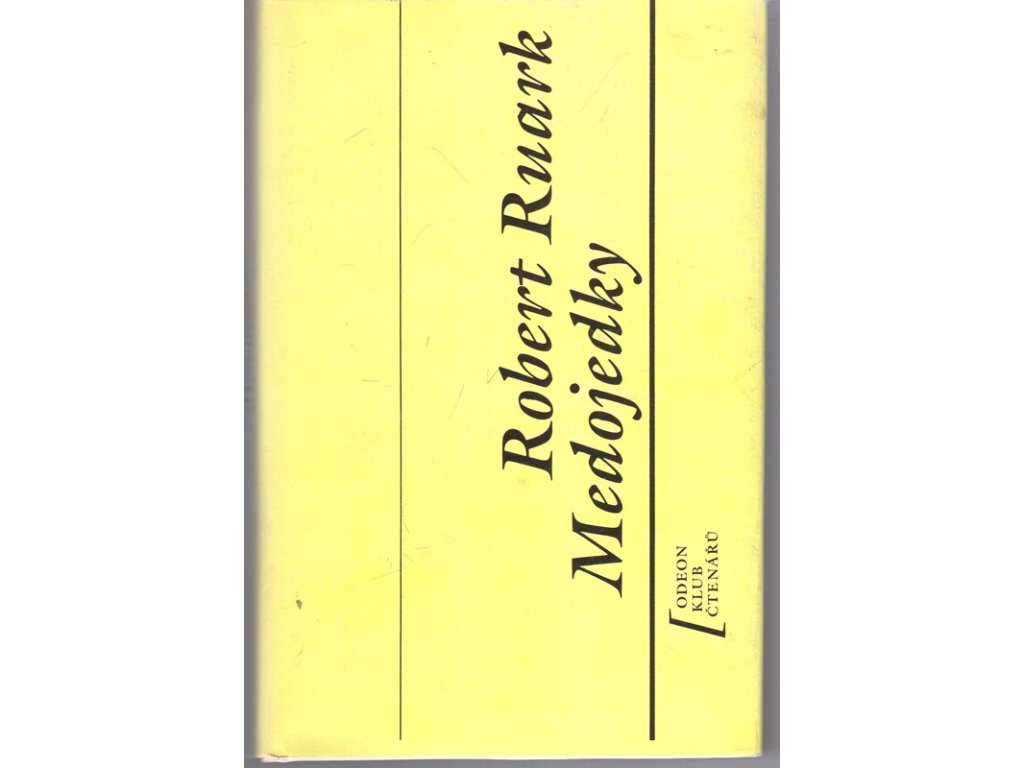 Robert Ruark
Medojedky
ODEON
KLUB
ČTENÁŘŮ